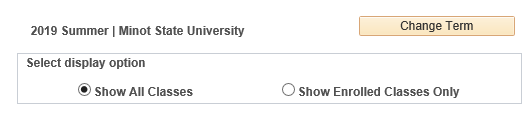 2019 Summer | Minot State University Change Term
Select display option
Show All Classes Show Enrolled Classes Only